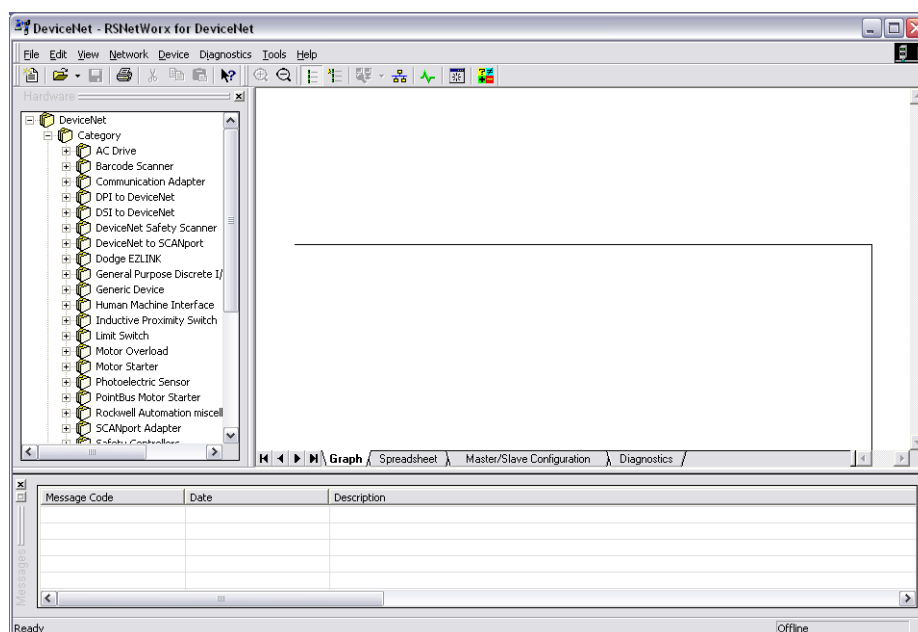 DeviceNet - RSNetWorx for DeviceNet
File Edit View Network Device Diagnostics Tools Help
Hardware
DeviceNet
Category
AC Drive
Barcode Scanner
Communication Adapter
DPI to DeviceNet
DSI to DeviceNet
DeviceNet Safety Scanner
DeviceNet to SCANport
Dodge EZLINK
General Purpose Discrete I/
Generic Device
Human Machine Interface
Inductive Proximity Switch
Limit Switch
Motor Overload
Motor Starter
Photoelectric Sensor
PointBus Motor Starter
Rockwell Automation miscell
SCANport Adapter
Safety Controllers
Graph Spreadsheet Master/Slave Configuration Diagnostics
Messages
Message Code Date Description
Ready Offline